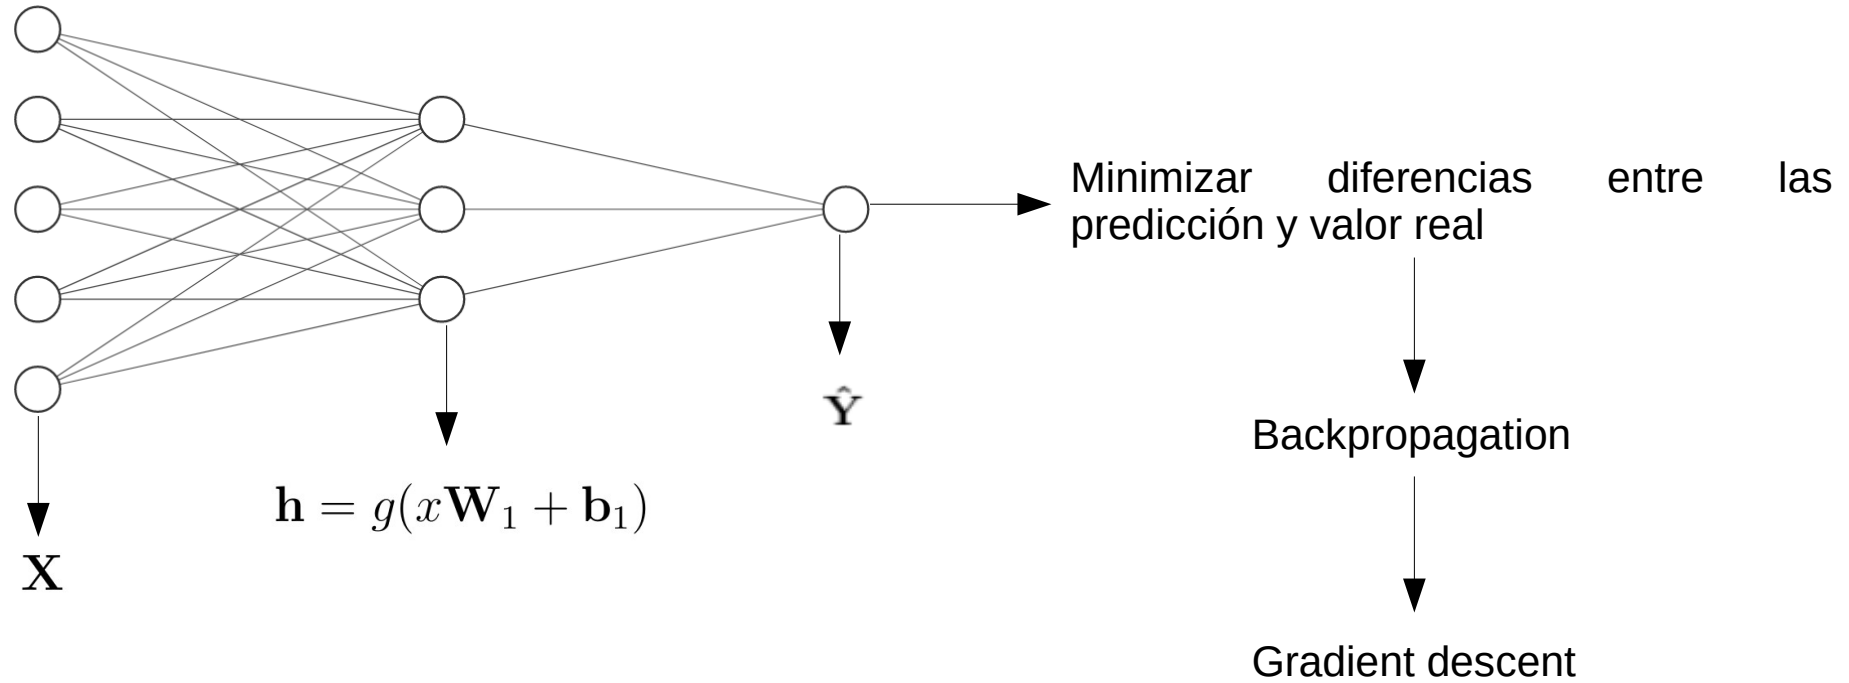 Minimizar diferencias entre las
predicción y valor real
Ŷ
Backpropagation
h = g(xW₁ + b₁)
X
Gradient descent